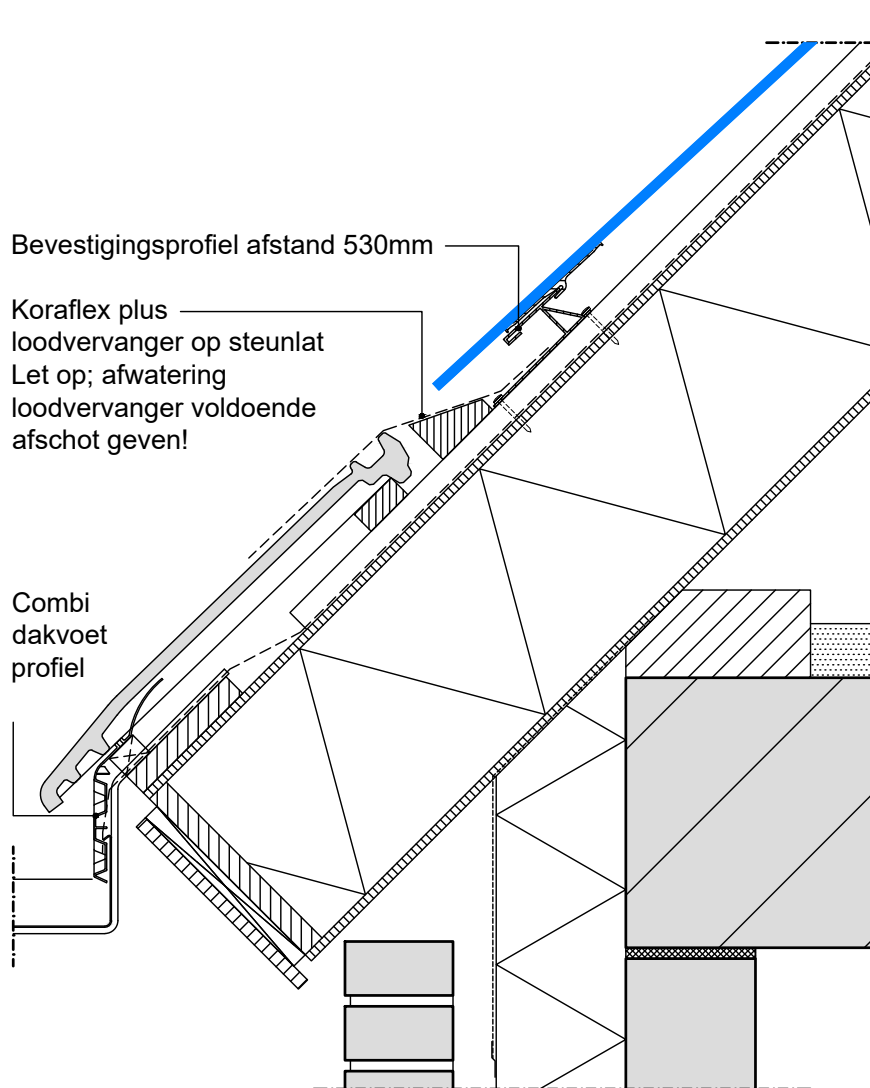 Bevestigingsprofiel afstand 530mm
Koraflex plus
loodvervanger op steunlat
Let op; afwatering
loodvervanger voldoende
afschot geven!
Combi
dakvoet
profiel